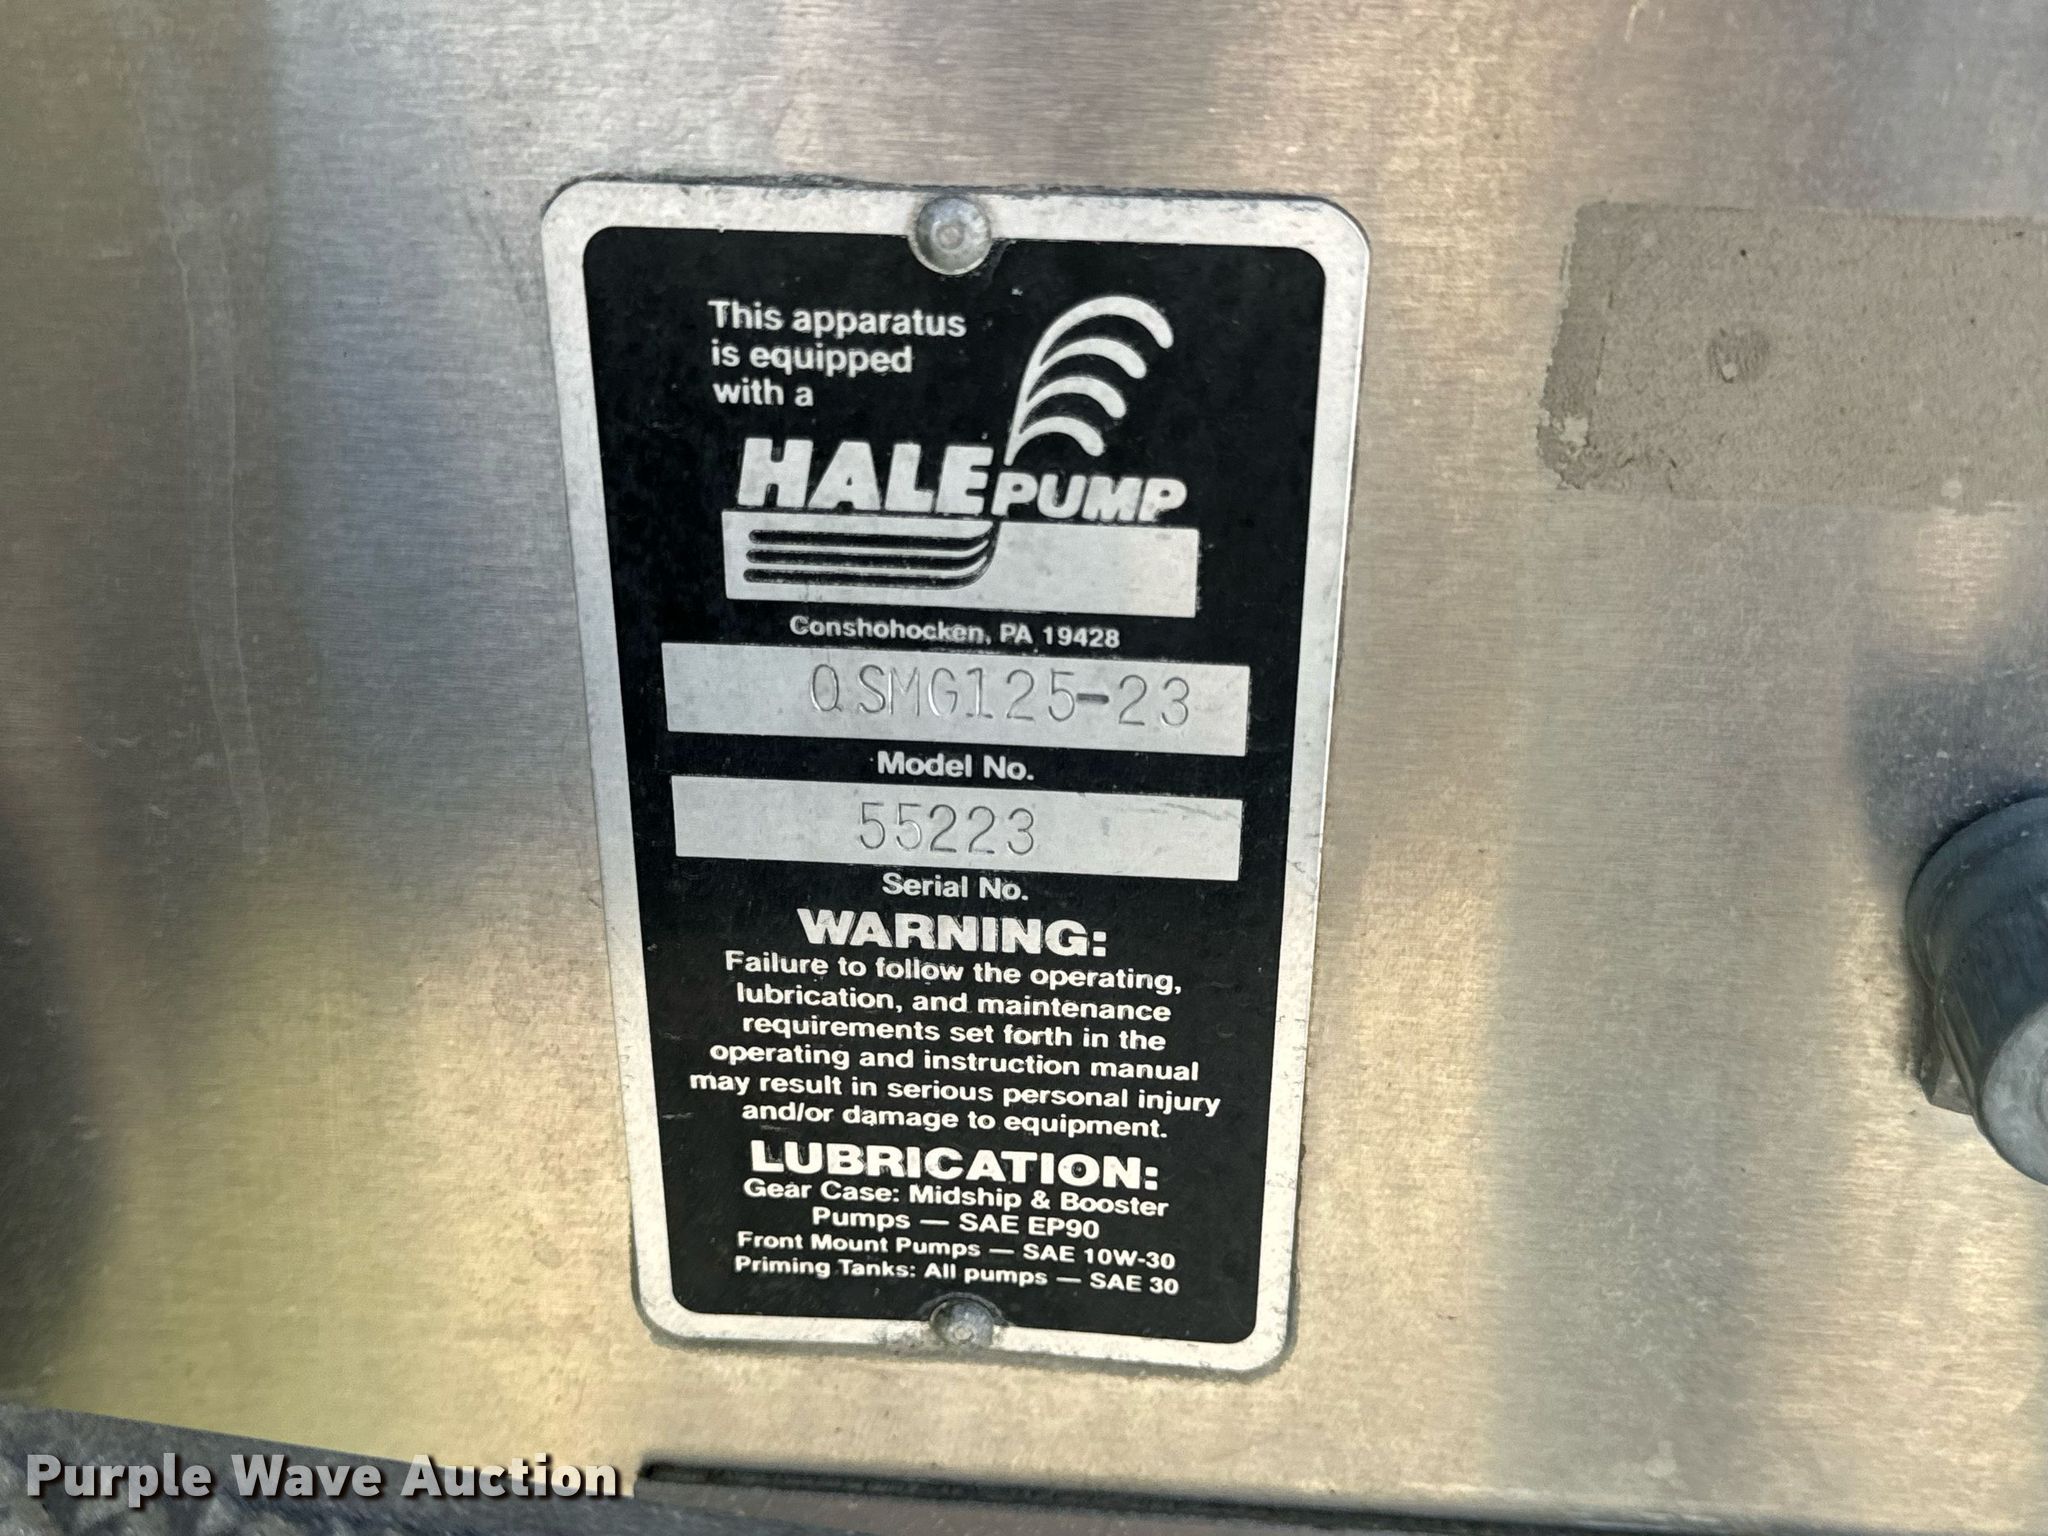 This apparatus
is equipped
with a
HALE PUMP
Conshohocken, PA 19428
QSMG125-23
Model No.
55223
Serial No.
WARNING:
Failure to follow the operating,
lubrication, and maintenance
requirements set forth in the
operating and instruction manual
may result in serious personal injury
and/or damage to equipment.
LUBRICATION:
Gear Case: Midship & Booster
Pumps — SAE EP90
Front Mount Pumps — SAE 10W-30
Priming Tanks: All pumps — SAE 30
Purple Wave Auction